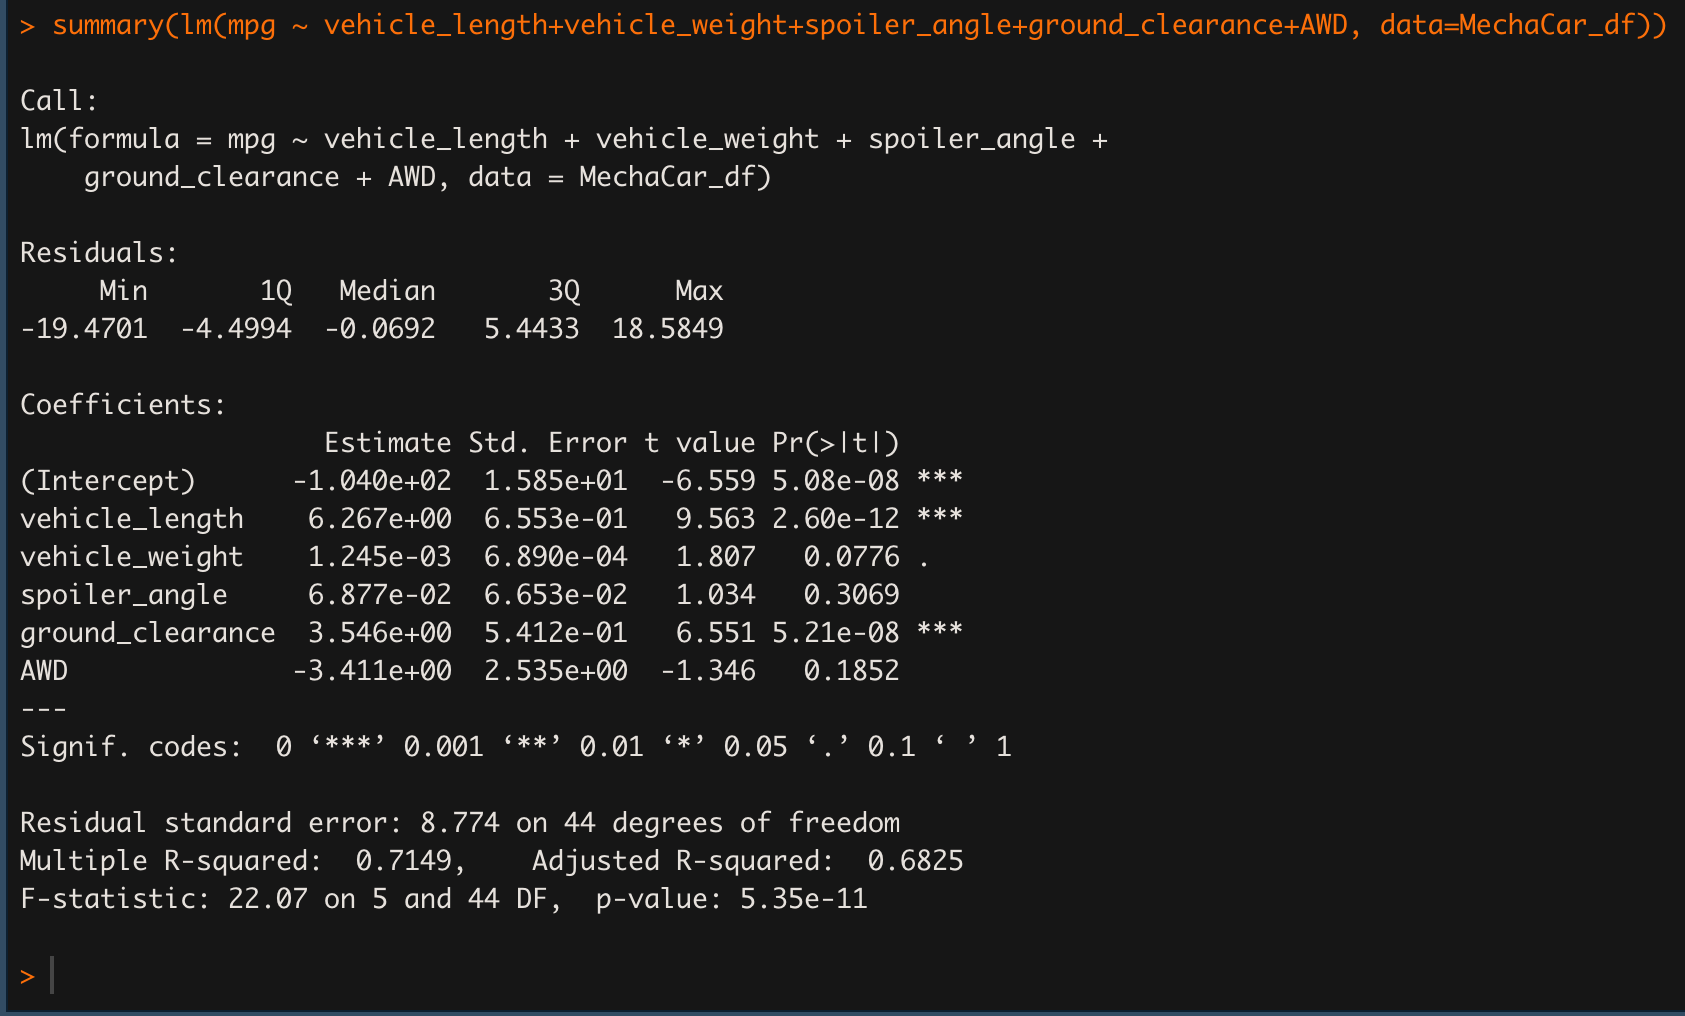 > summary(lm(mpg ~ vehicle_length+vehicle_weight+spoiler_angle+ground_clearance+AWD, data=MechaCar_df))
Call:
lm(formula = mpg ~ vehicle_length + vehicle_weight + spoiler_angle +
    ground_clearance + AWD, data = MechaCar_df)
Residuals:
     Min       1Q   Median       3Q      Max
-19.4701  -4.4994  -0.0692   5.4433  18.5849
Coefficients:
                   Estimate Std. Error t value Pr(>|t|)
(Intercept)      -1.040e+02  1.585e+01  -6.559 5.08e-08 ***
vehicle_length    6.267e+00  6.553e-01   9.563 2.60e-12 ***
vehicle_weight    1.245e-03  6.890e-04   1.807   0.0776 .
spoiler_angle     6.877e-02  6.653e-02   1.034   0.3069
ground_clearance  3.546e+00  5.412e-01   6.551 5.21e-08 ***
AWD              -3.411e+00  2.535e+00  -1.346   0.1852
---
Signif. codes:  0 ‘***’ 0.001 ‘**’ 0.01 ‘*’ 0.05 ‘.’ 0.1 ‘ ’ 1
Residual standard error: 8.774 on 44 degrees of freedom
Multiple R-squared:  0.7149,    Adjusted R-squared:  0.6825
F-statistic: 22.07 on 5 and 44 DF,  p-value: 5.35e-11
>